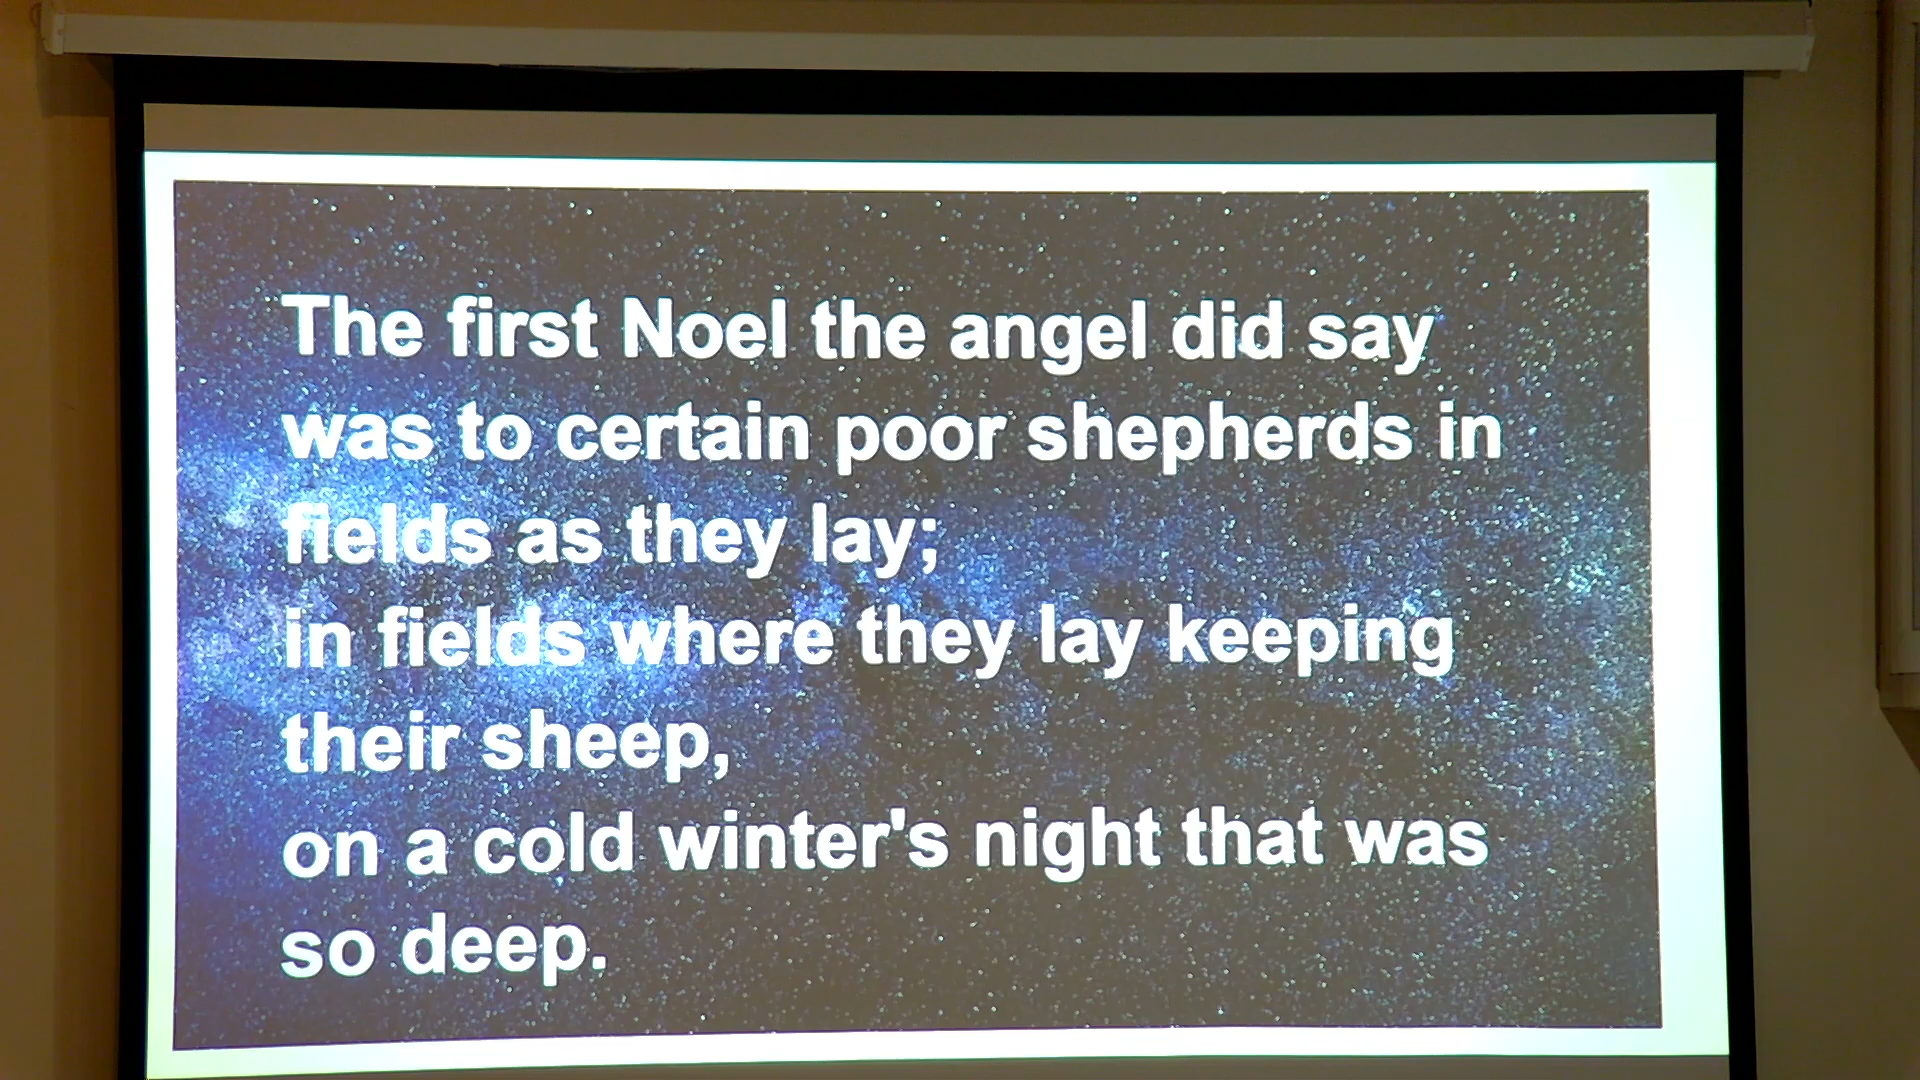 The first Noel the angel did say
was to certain poor shepherds in
fields as they lay;
in fields where they lay keeping
their sheep,
on a cold winter's night that was
so deep.